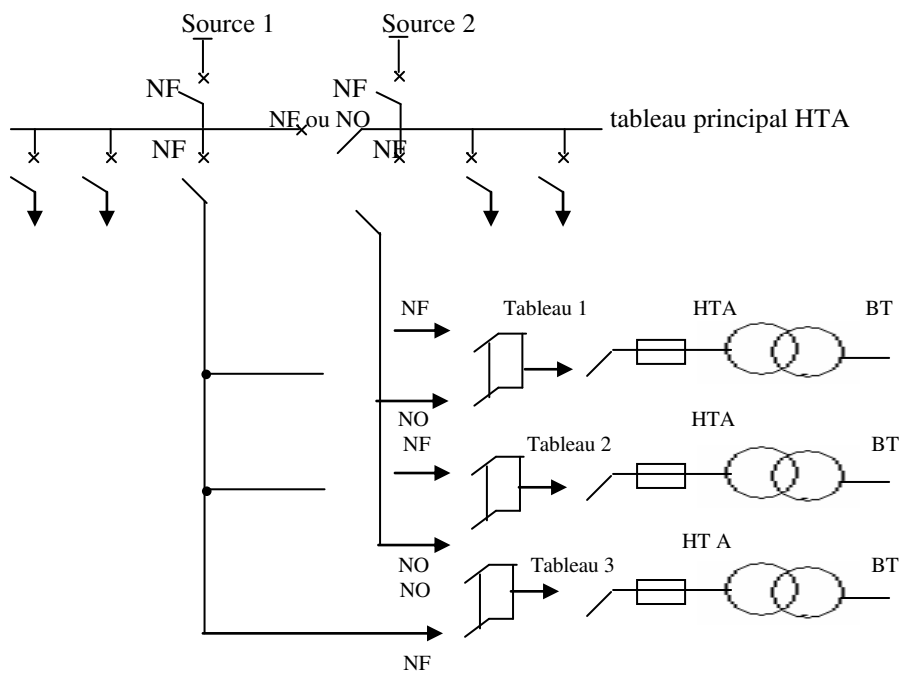 Source 1 Source 2
NF NF
NF ou NO tableau principal HTA
NF NF
NF Tableau 1 HTA BT
NO HTA
NF Tableau 2 BT
NO HT A
NO Tableau 3 BT
NF